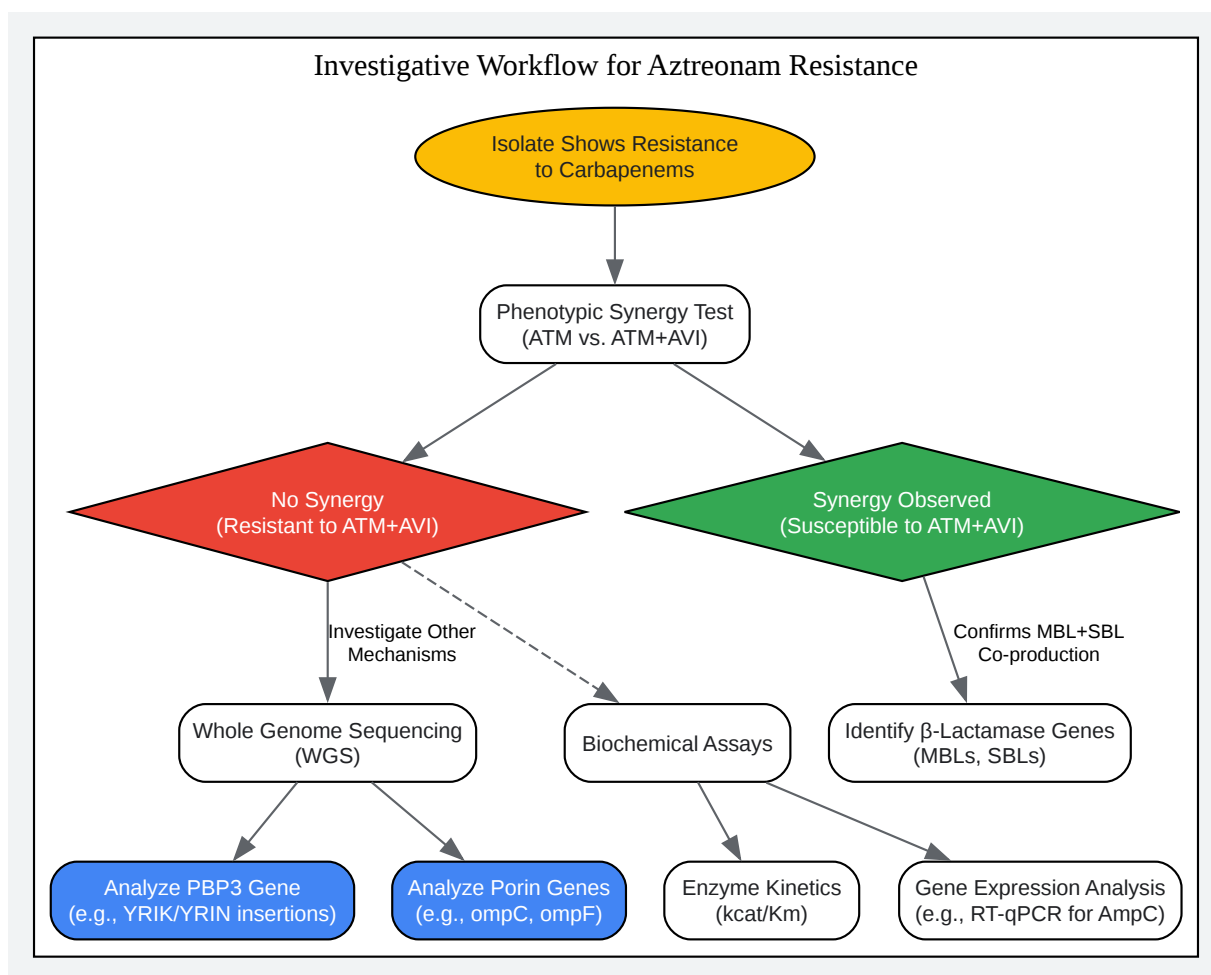 Investigative Workflow for Aztreonam Resistance
Isolate Shows Resistance
to Carbapenems
Phenotypic Synergy Test
(ATM vs. ATM+AVI)
No Synergy
(Resistant to ATM+AVI)
Synergy Observed
(Susceptible to ATM+AVI)
Investigate Other
Mechanisms
Confirms MBL+SBL
Co-production
Whole Genome Sequencing
(WGS)
Biochemical Assays
Identify β-Lactamase Genes
(MBLs, SBLs)
Analyze PBP3 Gene
(e.g., YRIK/YRIN insertions)
Analyze Porin Genes
(e.g., ompC, ompF)
Enzyme Kinetics
(kcat/Km)
Gene Expression Analysis
(e.g., RT-qPCR for AmpC)